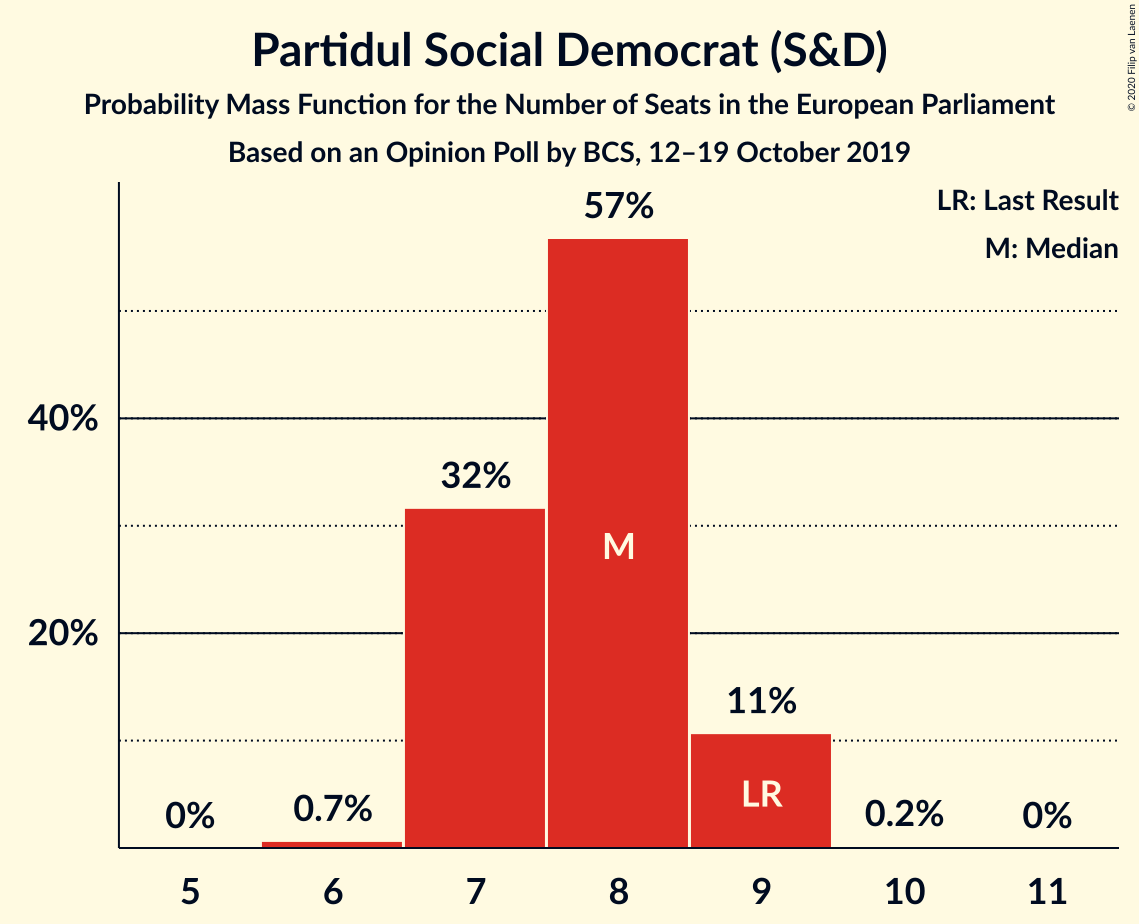 Partidul Social Democrat (S&D)
Probability Mass Function for the Number of Seats in the European Parliament
Based on an Opinion Poll by BCS, 12–19 October 2019
© 2020 Filip van Laenen
LR: Last Result
M: Median
57%
40%
32%
M
20%
11%
LR
0%
0.7%
0.2%
0%
5
6
7
8
9
10
11